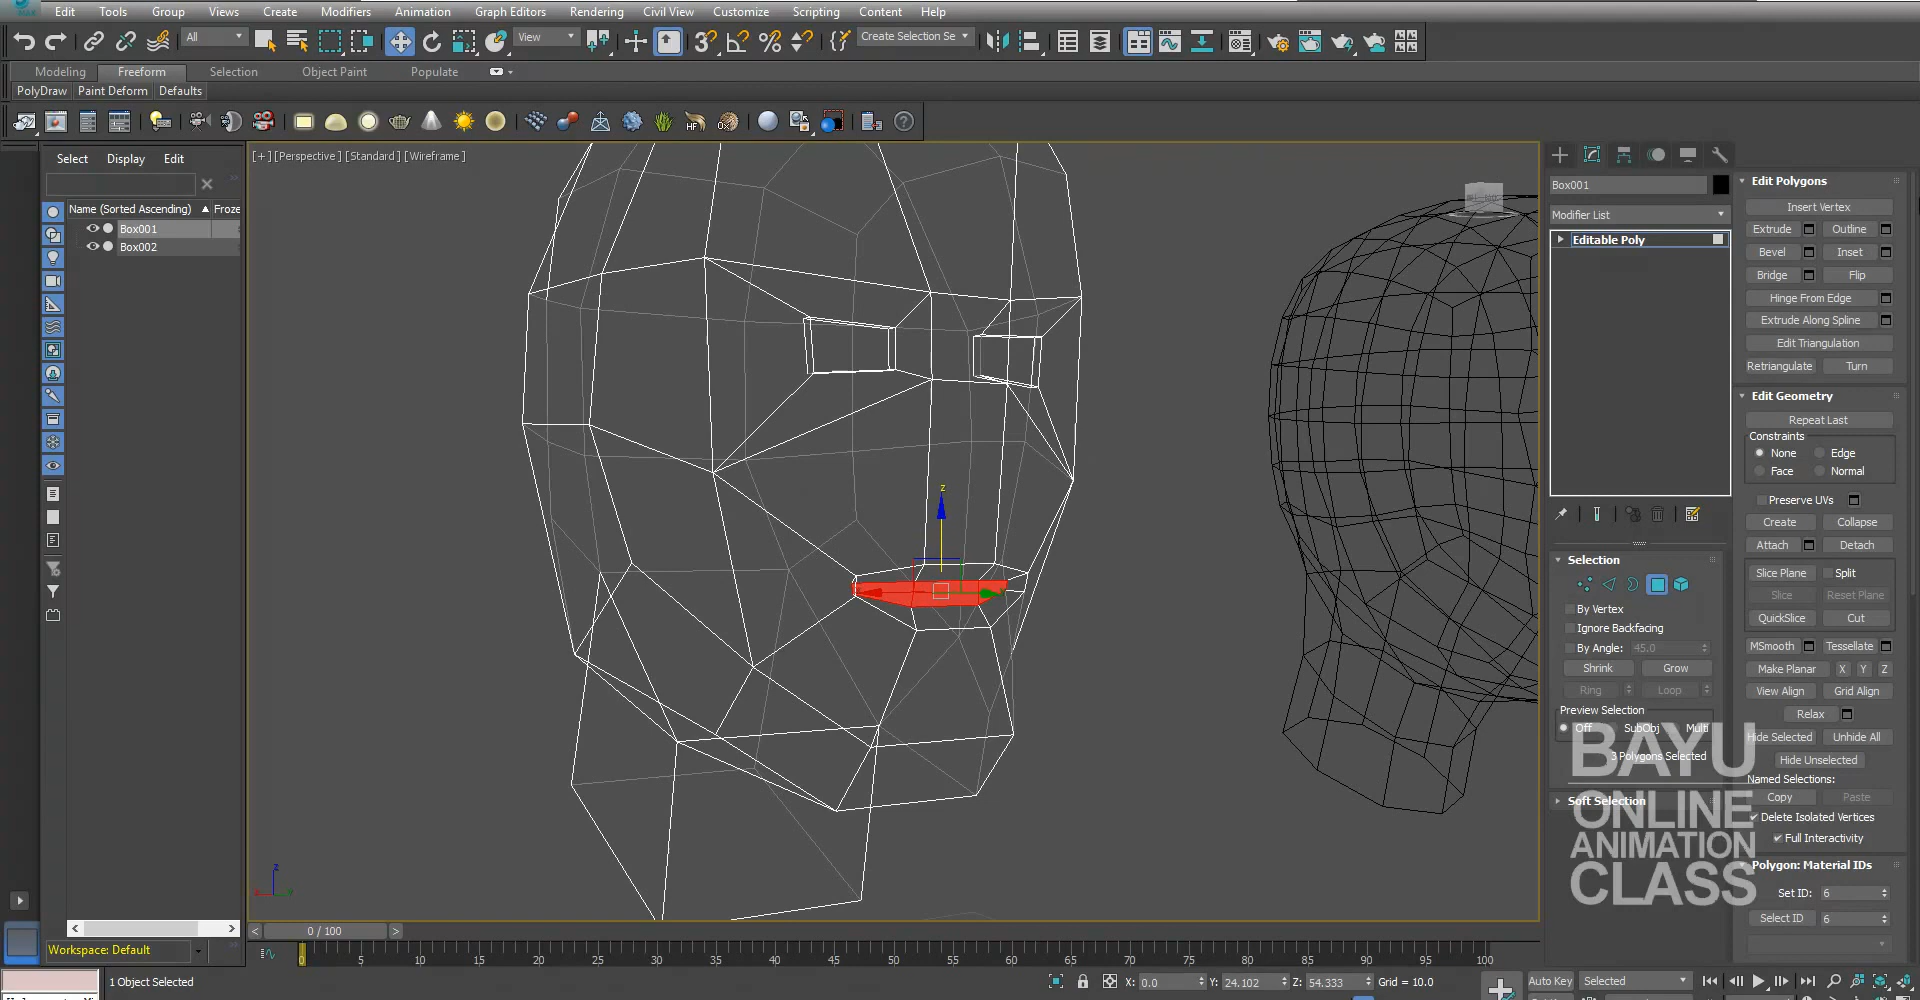 Edit Tools Group Views Create Modifiers Animation Graph Editors Rendering Civil View Customize Scripting Content Help
All View Create Selection Se
Modeling Freeform Selection Object Paint Populate
PolyDraw Paint Deform Defaults
Select Display Edit
Name (Sorted Ascending) Froze
Box001
Box002
[+] [Perspective] [Standard] [Wireframe]
z
Box001
Modifier List
Editable Poly
Selection
By Vertex
Ignore Backfacing
By Angle: 45.0
Shrink Grow
Ring Loop
Preview Selection
Off SubObj Multi
3 Polygons Selected
Soft Selection
Edit Polygons
Insert Vertex
Extrude Outline
Bevel Inset
Bridge Flip
Hinge From Edge
Extrude Along Spline
Edit Triangulation
Retriangulate Turn
Edit Geometry
Repeat Last
Constraints
None Edge
Face Normal
Preserve UVs
Create Collapse
Attach Detach
Slice Plane Split
Slice Reset Plane
QuickSlice Cut
MSmooth Tessellate
Make Planar X Y Z
View Align Grid Align
Relax
Hide Selected Unhide All
Hide Unselected
Named Selections:
Copy Paste
Delete Isolated Vertices
Full Interactivity
Polygon: Material IDs
Set ID: 6
Select ID 6
BAYU
ONLINE
ANIMATION
CLASS
z
< 0 / 100 >
Workspace: Default
0 5 10 15 20 25 30 35 40 45 50 55 60 65 70 75 80 85 90 95 100
1 Object Selected
X: 0.0 Y: 24.102 Z: 54.333 Grid = 10.0
Auto Key Selected